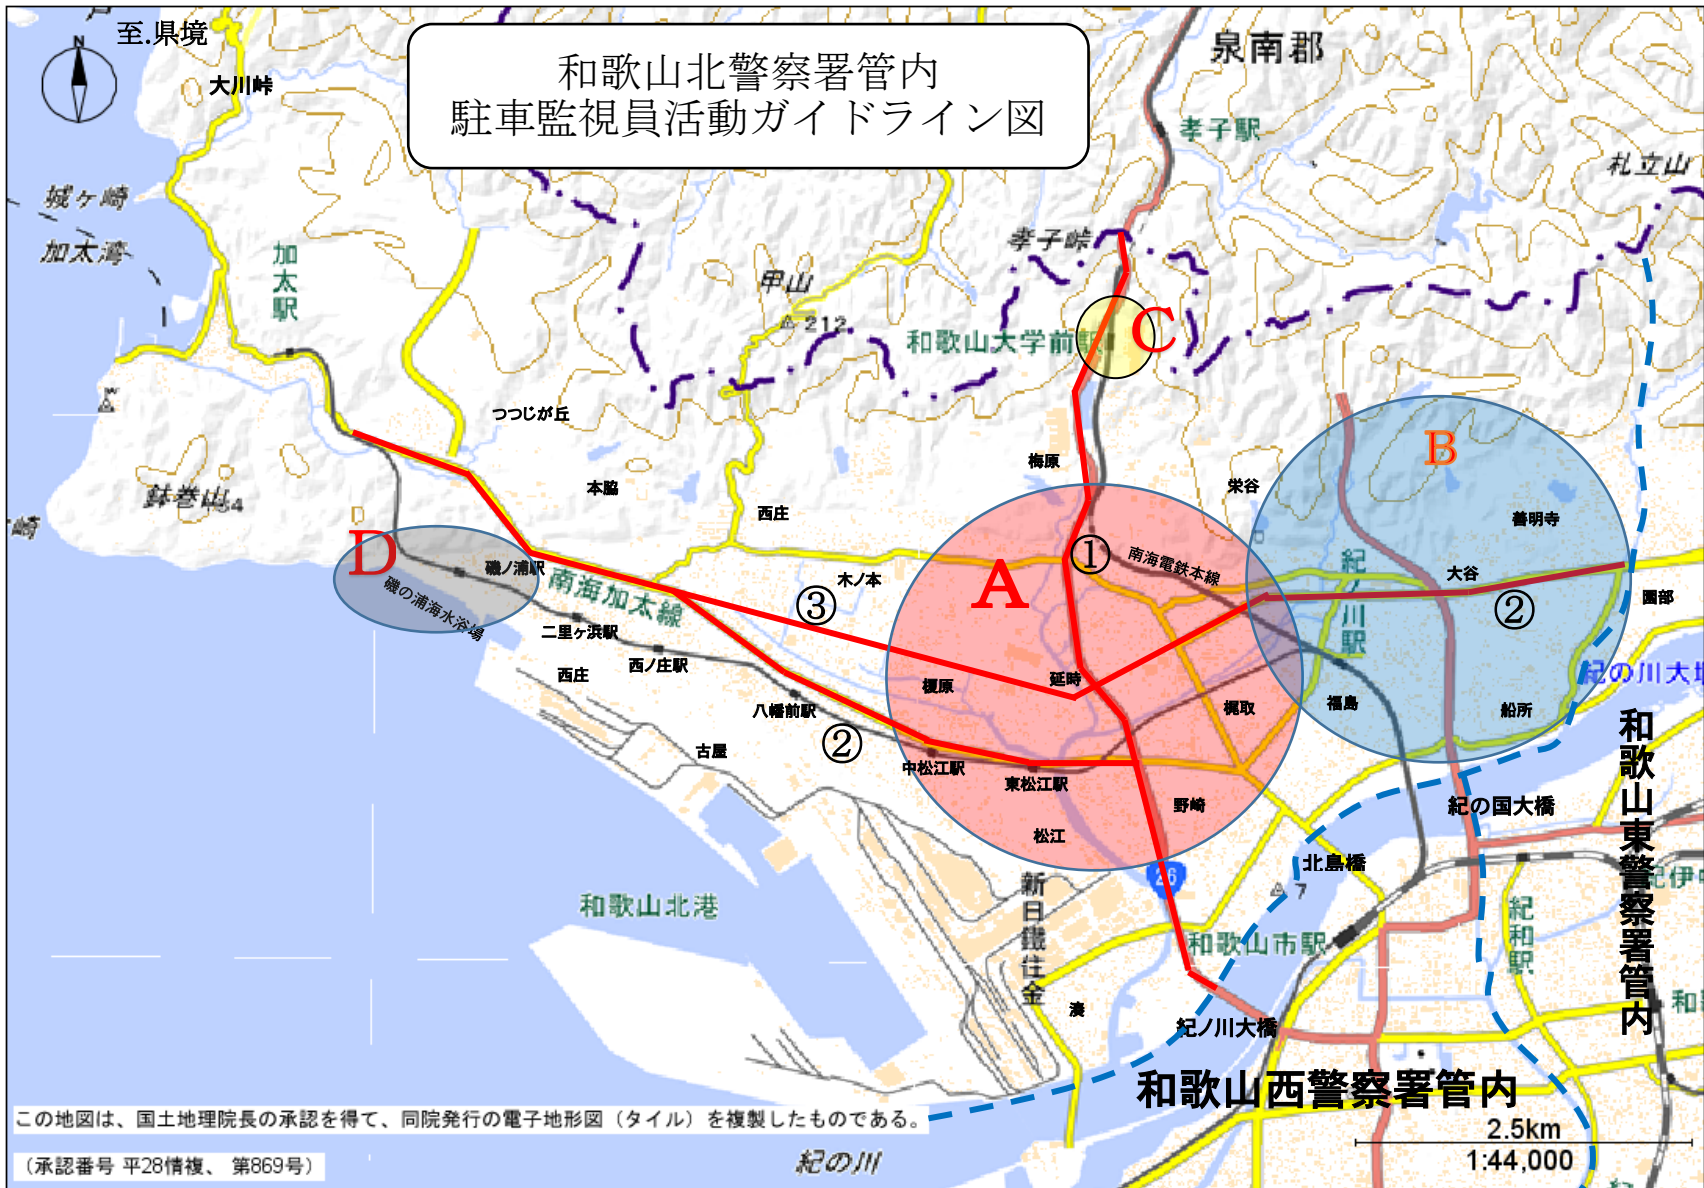 至.県境
和歌山北警察署管内
駐車監視員活動ガイドライン図
N
大川峠
泉南郡
孝子駅
札立山
城ヶ崎
加太湾
加太駅
孝子峠
甲山
212
和歌山大学前駅
C
つつじが丘
梅原
B
栄谷
本脇
西庄
善明寺
鉢巻山
D
磯ノ浦駅
磯の浦海水浴場
南海加太線
木ノ本
③
A
①
南海電鉄本線
紀ノ川駅
大谷
②
園部
二里ヶ浜駅
西ノ庄駅
西庄
榎原
延時
八幡前駅
梶取
福島
船所
紀の川大堰
古屋
②
中松江駅
東松江駅
野崎
松江
紀の国大橋
北島橋
26
7
和歌山東警察署管内
新日鐵住金
和歌山北港
和歌山市駅
紀和駅
湊
紀ノ川大橋
和歌山西警察署管内
この地図は、国土地理院長の承認を得て、同院発行の電子地形図（タイル）を複製したものである。
（承認番号 平28情複、 第869号）
紀の川
2.5km
1:44,000